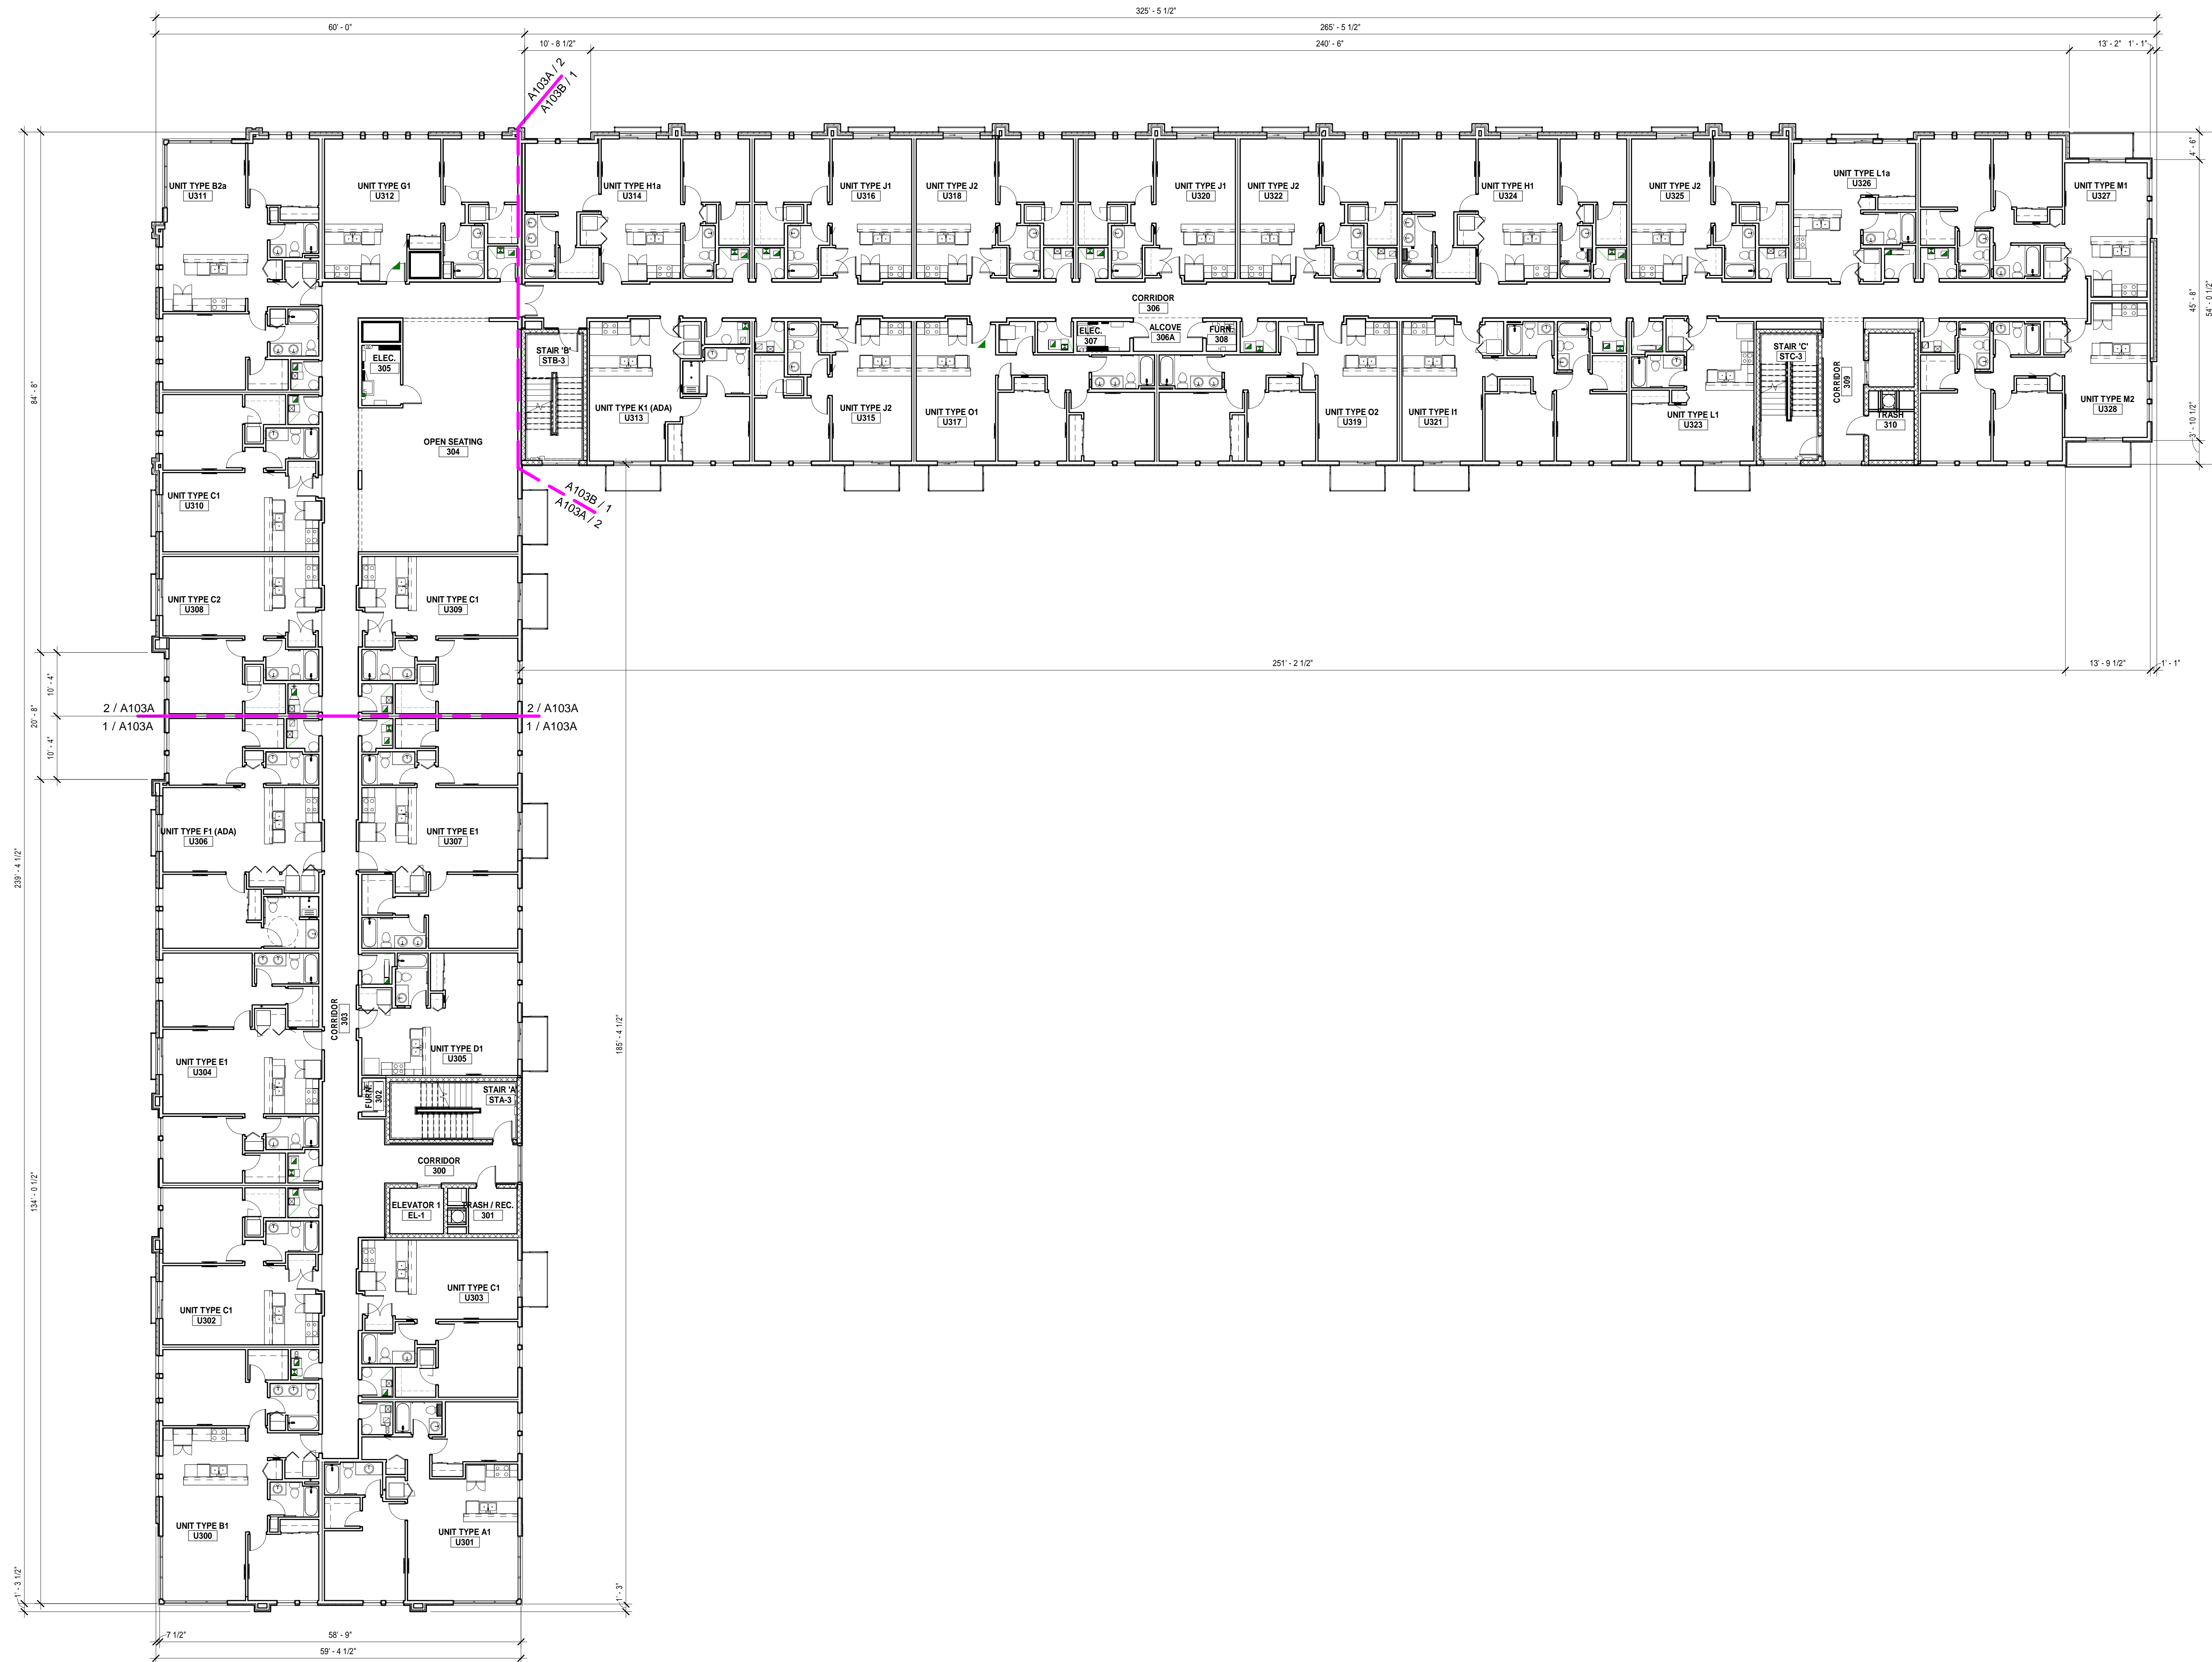 325' - 5 1/2"
60' - 0"
265' - 5 1/2"
10' - 8 1/2"
240' - 6"
13' - 2"
1' - 1"
A103A / 2
A103B / 1
UNIT TYPE B2a
U311
UNIT TYPE G1
U312
UNIT TYPE H1a
U314
UNIT TYPE J1
U316
UNIT TYPE J2
U318
UNIT TYPE J1
U320
UNIT TYPE J2
U322
UNIT TYPE H1
U324
UNIT TYPE J2
U325
UNIT TYPE L1a
U326
UNIT TYPE M1
U327
4' - 6"
45' - 8"
54' - 0 1/2"
3' - 10 1/2"
CORRIDOR
306
ELEC.
305
STAIR 'B'
STB-3
ELEC.
307
ALCOVE
306A
FURN.
308
STAIR 'C'
STC-3
CORRIDOR
309
TRASH
310
UNIT TYPE K1 (ADA)
U313
UNIT TYPE J2
U315
UNIT TYPE O1
U317
UNIT TYPE O2
U319
UNIT TYPE I1
U321
UNIT TYPE L1
U323
UNIT TYPE M2
U328
OPEN SEATING
304
A103B / 1
A103A / 2
84' - 8"
UNIT TYPE C1
U310
UNIT TYPE C2
U308
UNIT TYPE C1
U309
251' - 2 1/2"
13' - 9 1/2"
1' - 1"
10' - 4"
20' - 8"
10' - 4"
2 / A103A
1 / A103A
2 / A103A
1 / A103A
UNIT TYPE F1 (ADA)
U306
UNIT TYPE E1
U307
239' - 4 1/2"
CORRIDOR
303
185' - 4 1/2"
UNIT TYPE E1
U304
UNIT TYPE D1
U305
FURN.
302
STAIR 'A'
STA-3
134' - 0 1/2"
CORRIDOR
300
ELEVATOR 1
EL-1
TRASH / REC.
301
UNIT TYPE C1
U302
UNIT TYPE C1
U303
UNIT TYPE B1
U300
UNIT TYPE A1
U301
1' - 3 1/2"
1' - 3"
7 1/2"
58' - 9"
59' - 4 1/2"